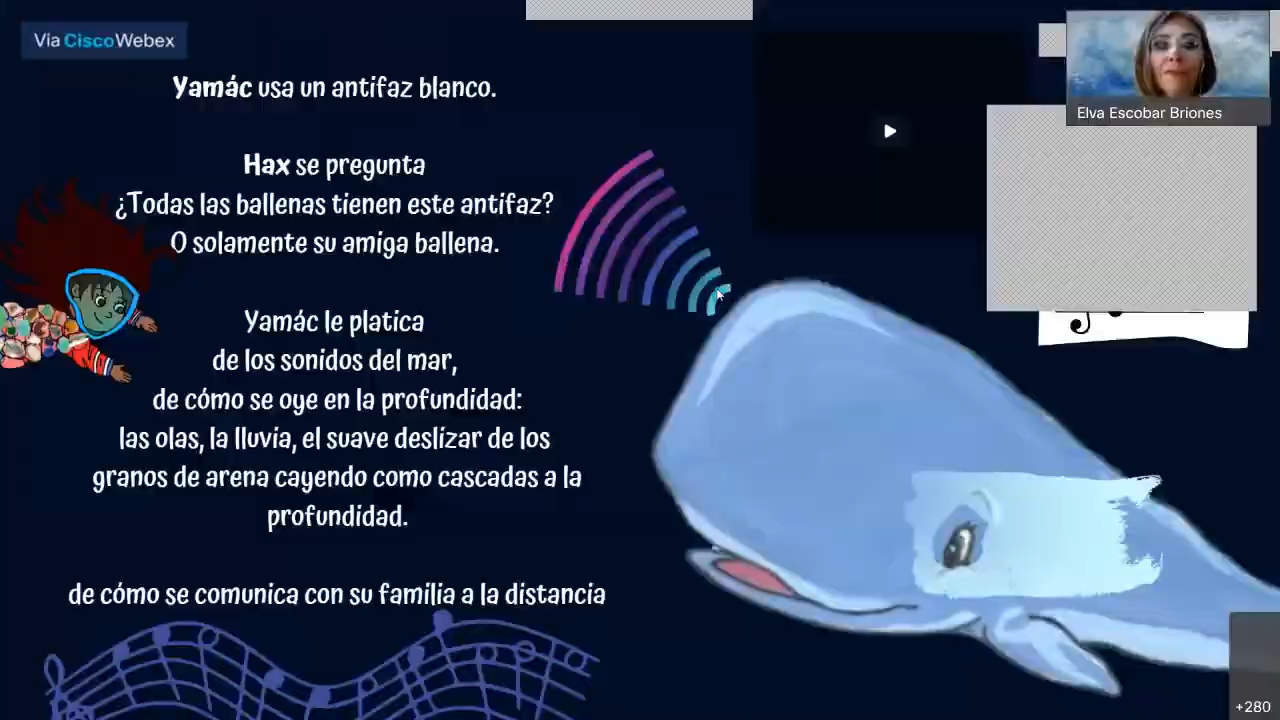 Vía CiscoWebex
Yamác usa un antifaz blanco.
Hax se pregunta
¿Todas las ballenas tienen este antifaz?
O solamente su amiga ballena.
Yamác le platica
de los sonidos del mar,
de cómo se oye en la profundidad:
las olas, la lluvia, el suave deslizar de los
granos de arena cayendo como cascadas a la
profundidad.
de cómo se comunica con su familia a la distancia
Elva Escobar Briones
+280